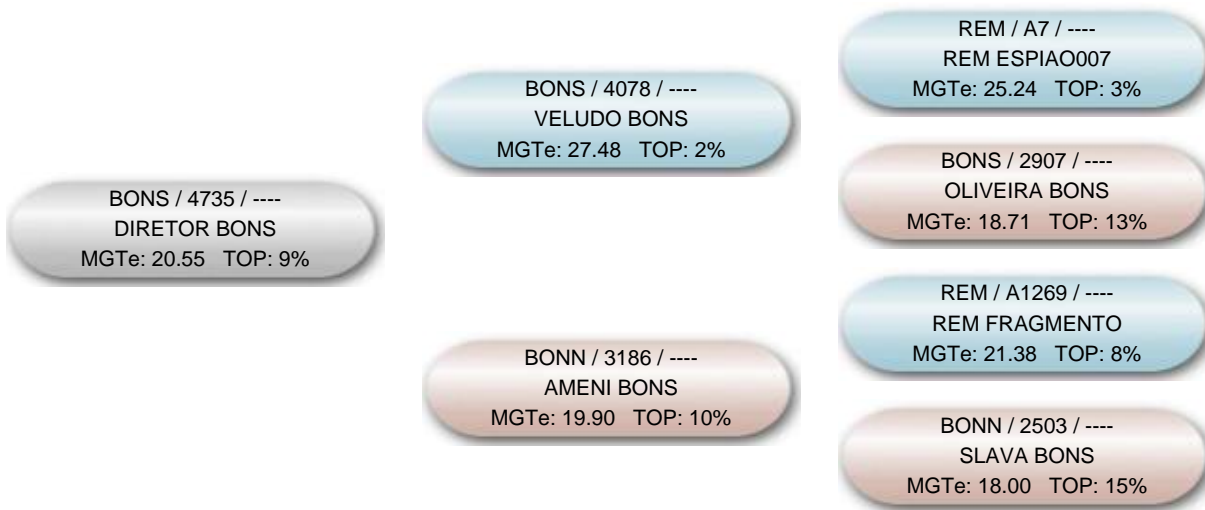 REM / A7 / ----
REM ESPIAO007
MGTe: 25.24 TOP: 3%
BONS / 4078 / ----
VELUDO BONS
MGTe: 27.48 TOP: 2%
BONS / 2907 / ----
OLIVEIRA BONS
MGTe: 18.71 TOP: 13%
BONS / 4735 / ----
DIRETOR BONS
MGTe: 20.55 TOP: 9%
REM / A1269 / ----
REM FRAGMENTO
MGTe: 21.38 TOP: 8%
BONN / 3186 / ----
AMENI BONS
MGTe: 19.90 TOP: 10%
BONN / 2503 / ----
SLAVA BONS
MGTe: 18.00 TOP: 15%